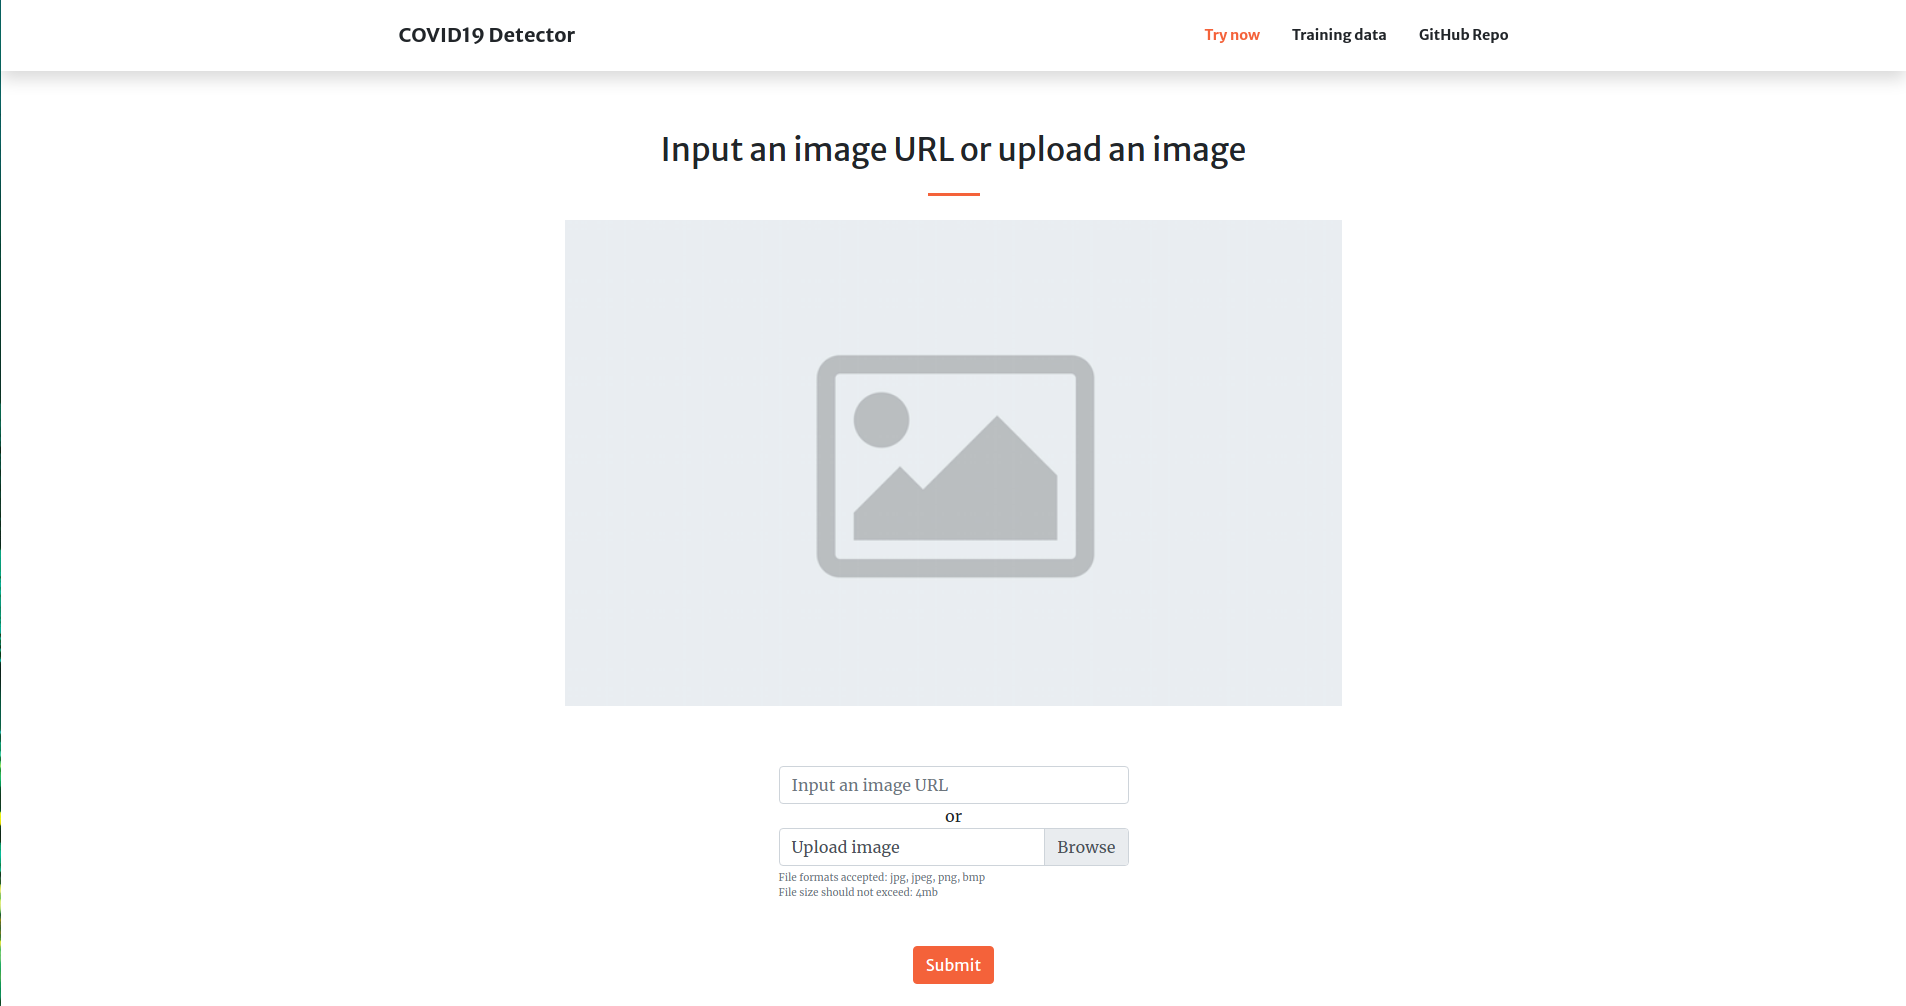 COVID19 Detector
Try now
Training data
GitHub Repo
Input an image URL or upload an image
Input an image URL
or
Upload image
Browse
File formats accepted: jpg, jpeg, png, bmp
File size should not exceed: 4mb
Submit